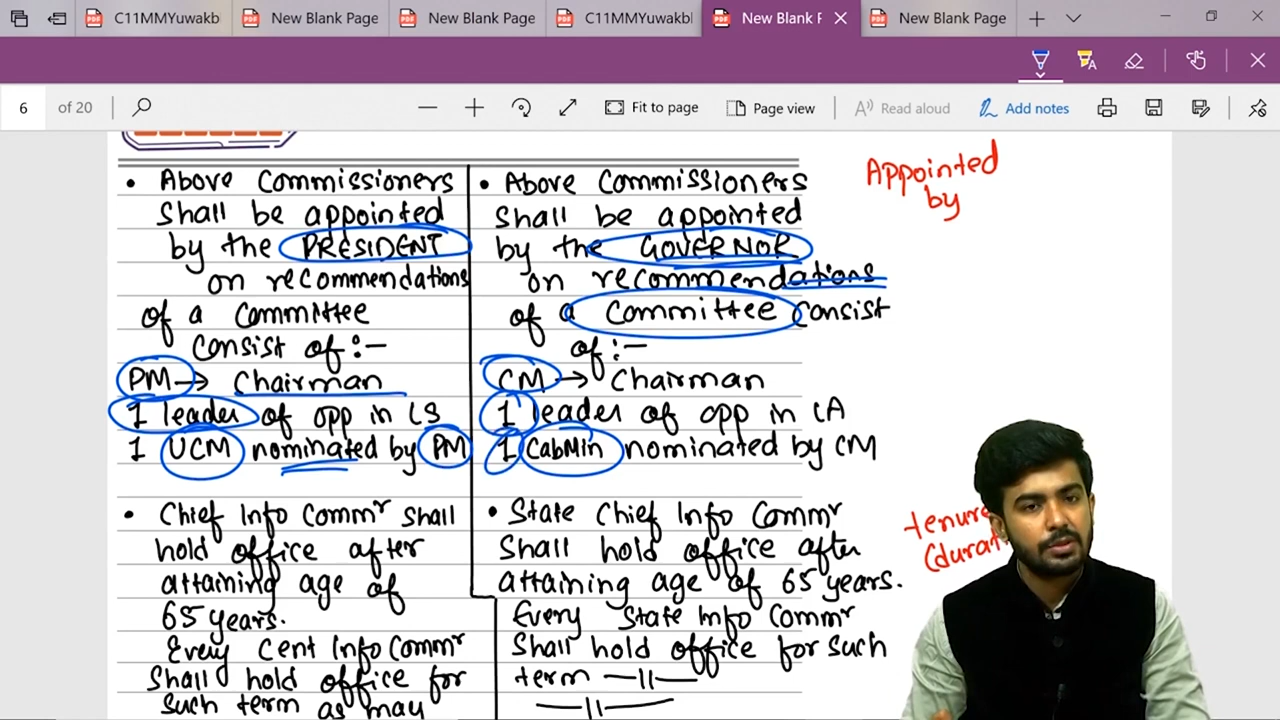 C11MMYuwakb
New Blank Page
New Blank Page
C11MMYuwakb
New Blank P
New Blank Page
6 of 20
Fit to page
Page view
Read aloud
Add notes
• Above Commissioners
shall be appointed
by the PRESIDENT
on recommendations
of a Committee
consist of :-
PM → Chairman
1 leader of opp in LS
1 UCM nominated by PM
• Chief Info Commr shall
hold office after
attaining age of
65 years.
Every Cent Info Commr
Shall hold office for
such term as may
• Above Commissioners
Shall be appointed
by the GOVERNOR
on recommendations
of a Committee consist
of :-
CM → Chairman
1 leader of opp in LA
1 CabMin nominated by CM
• State Chief Info Commr
Shall hold office after
attaining age of 65 years.
Every State Info Commr
Shall hold office for such
term —11—
—11—
Appointed
by
tenure
(durat